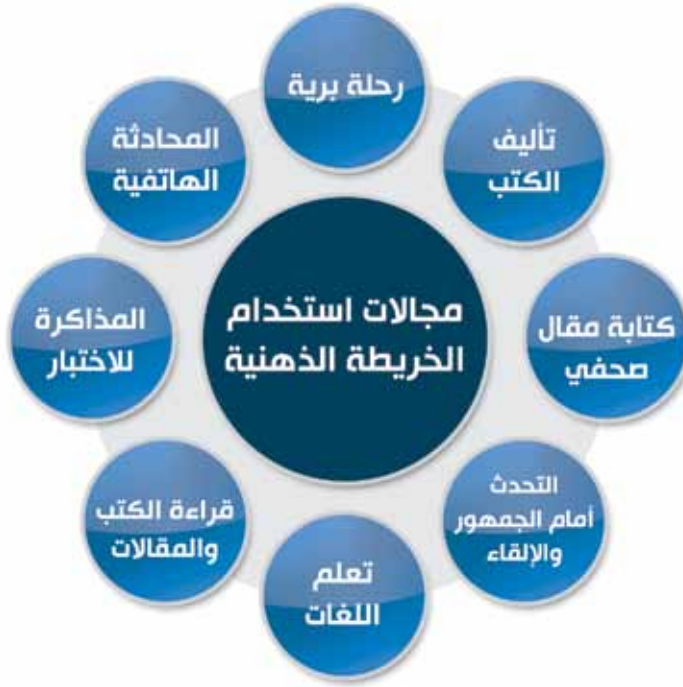 مجالات استخدام
الخريطة الذهنية
رحلة برية
تأليف
الكتب
كتابة مقال
صحفي
التحدث
أمام الجمهور
والإلقاء
تعلم
اللغات
قراءة الكتب
والمقالات
المذاكرة
للاختبار
المحادثة
الهاتفية